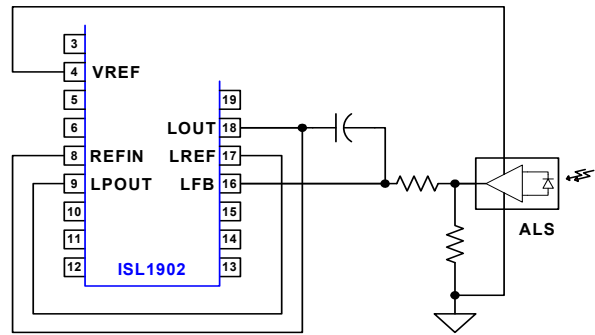 3
4 VREF
5
6
8 REFIN
9 LPOUT
10
11
12
19
LOUT 18
LREF 17
LFB 16
15
14
13
ISL1902
ALS